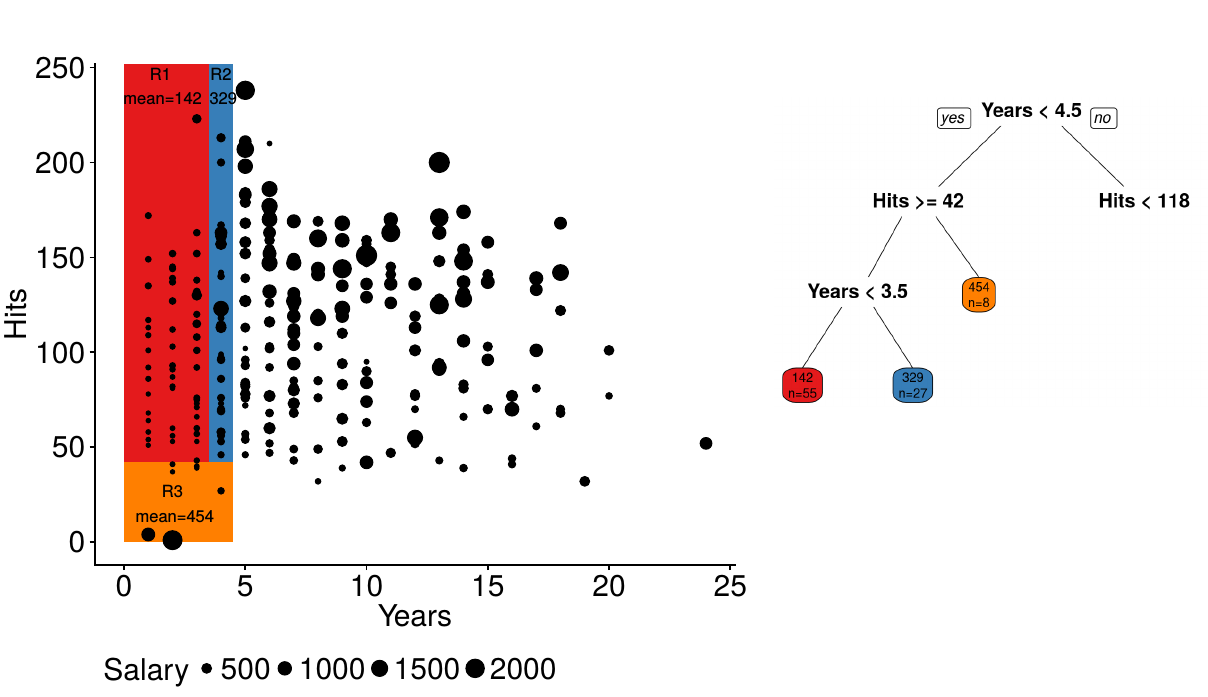 250
200
150
100
50
0
Hits
R1
mean=142
R2
329
R3
mean=454
0 5 10 15 20 25
Years
Salary 500 1000 1500 2000
yes Years < 4.5 no
Hits >= 42 Hits < 118
Years < 3.5
454
n=8
142
n=55
329
n=27